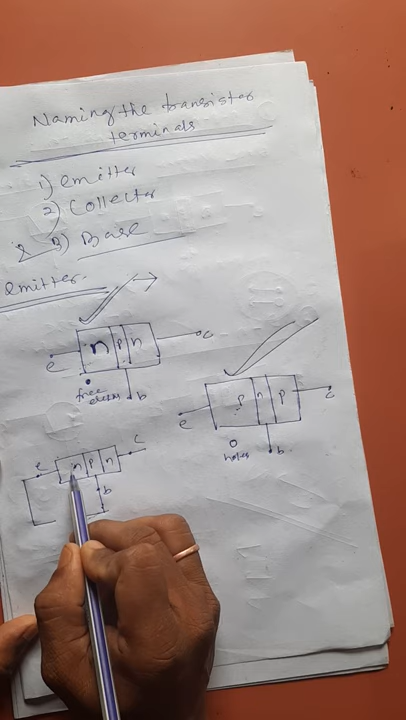 Naming the transistor
terminals
1) emitter
2) Collector
& 3) Base
emitter.
n p n
e
c
free
b
p n p
e
c
holes
b
e
n p n
c
b